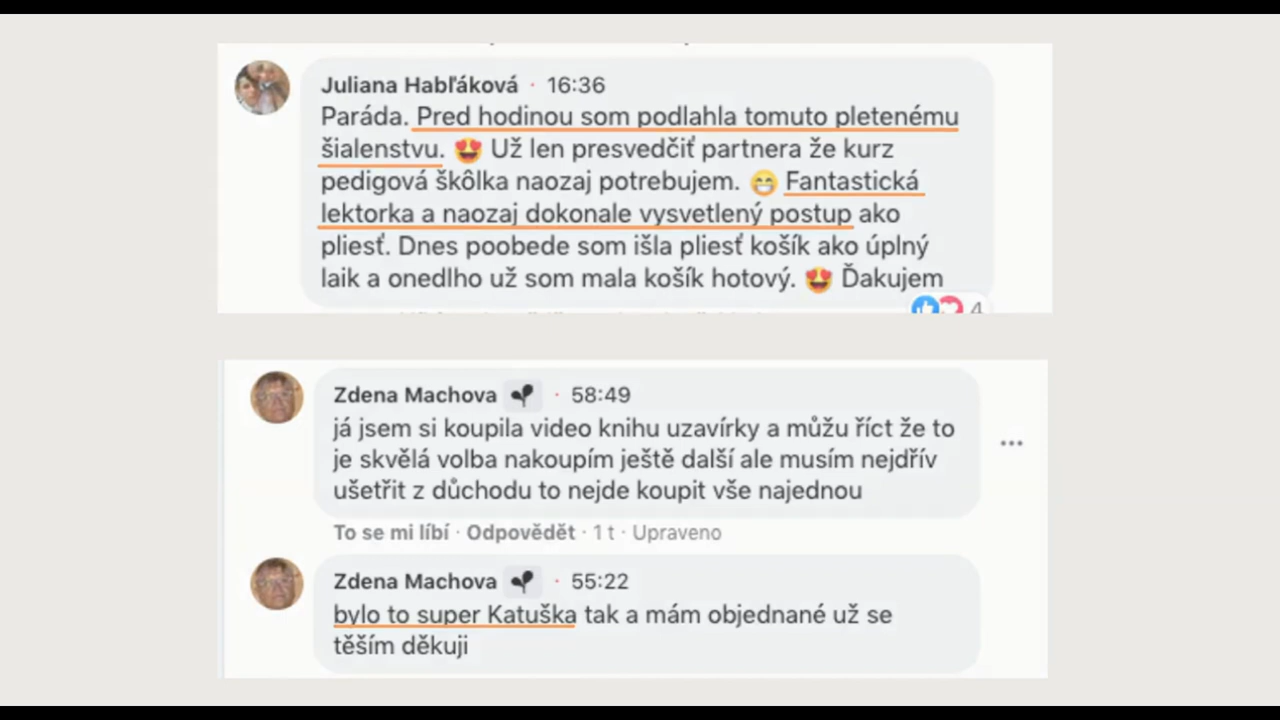 Juliana Habľáková · 16:36
Paráda. Pred hodinou som podlahla tomuto pletenému
šialenstvu. 😍 Už len presvedčiť partnera že kurz
pedigová škôlka naozaj potrebujem. 😁 Fantastická
lektorka a naozaj dokonale vysvetlený postup ako
pliesť. Dnes poobede som išla pliesť košík ako úplný
laik a onedlho už som mala košík hotový. 😍 Ďakujem
4
Zdena Machova · 58:49
já jsem si koupila video knihu uzavírky a můžu říct že to
je skvělá volba nakoupím ještě další ale musím nejdřív
ušetřit z důchodu to nejde koupit vše najednou
To se mi líbí · Odpovědět · 1 t · Upraveno
Zdena Machova · 55:22
bylo to super Katuška tak a mám objednané už se
těším děkuji